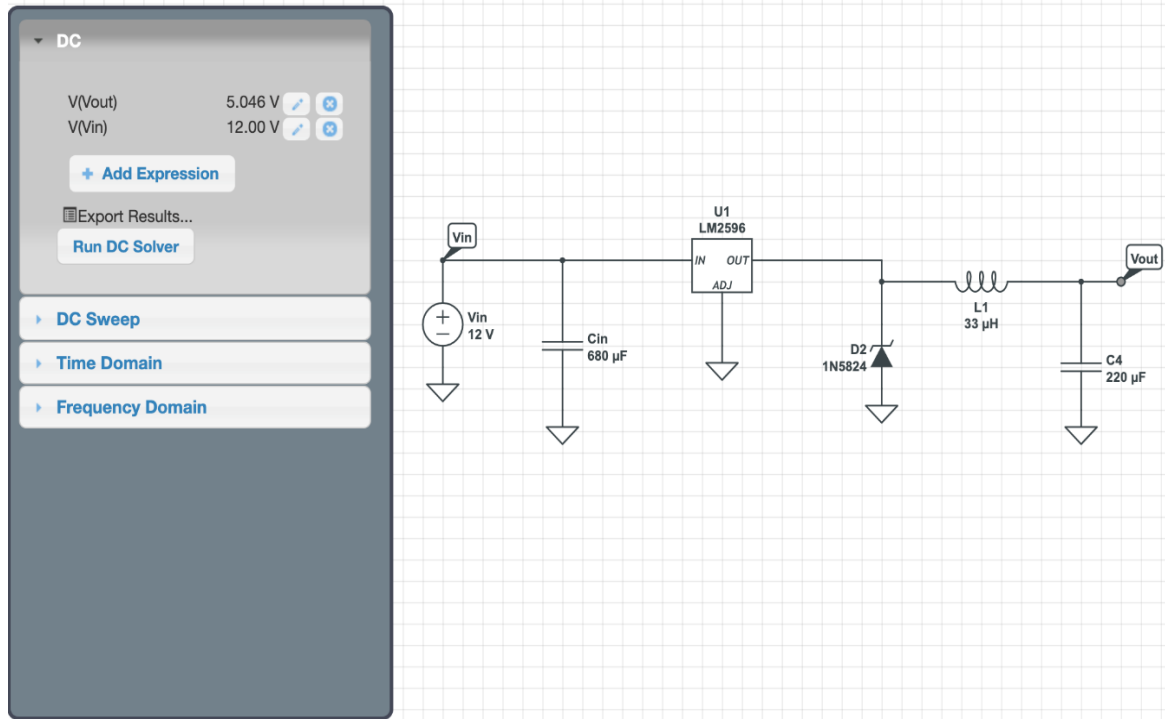 DC
V(Vout) 5.046 V
V(Vin) 12.00 V
+ Add Expression
Export Results...
Run DC Solver
DC Sweep
Time Domain
Frequency Domain
Vin
+
−
Vin
12 V
Cin
680 µF
U1
LM2596
IN OUT
ADJ
D2
1N5824
L1
33 µH
Vout
C4
220 µF